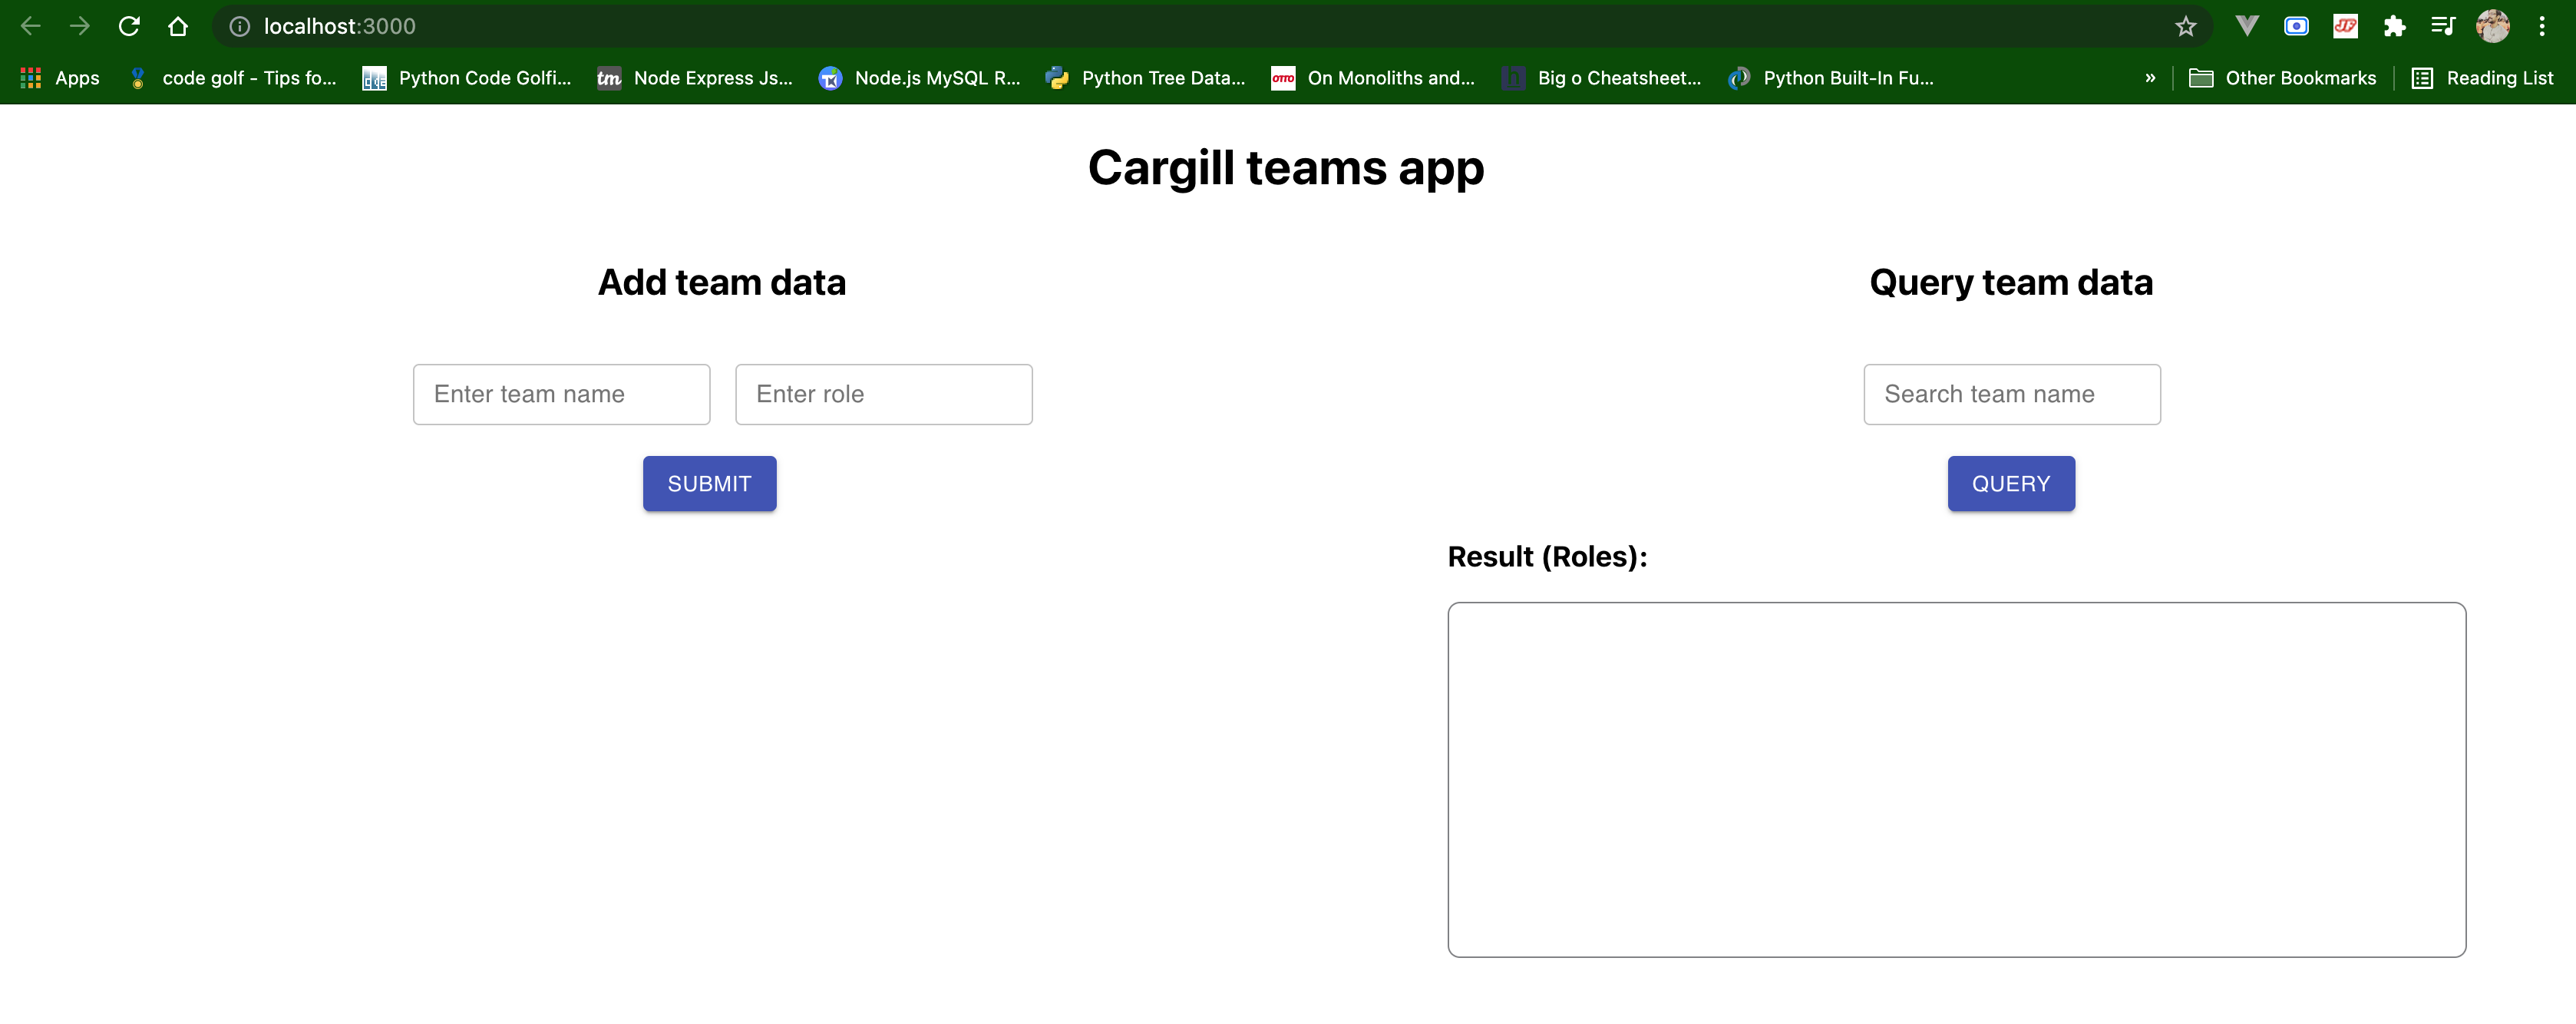 localhost:3000
Apps code golf - Tips fo... Python Code Golfi... tm Node Express Js... Node.js MySQL R... Python Tree Data... OTTO On Monoliths and... h Big o Cheatsheet... Python Built-In Fu... » Other Bookmarks Reading List
Cargill teams app
Add team data Query team data
Enter team name Enter role Search team name
SUBMIT QUERY
Result (Roles):